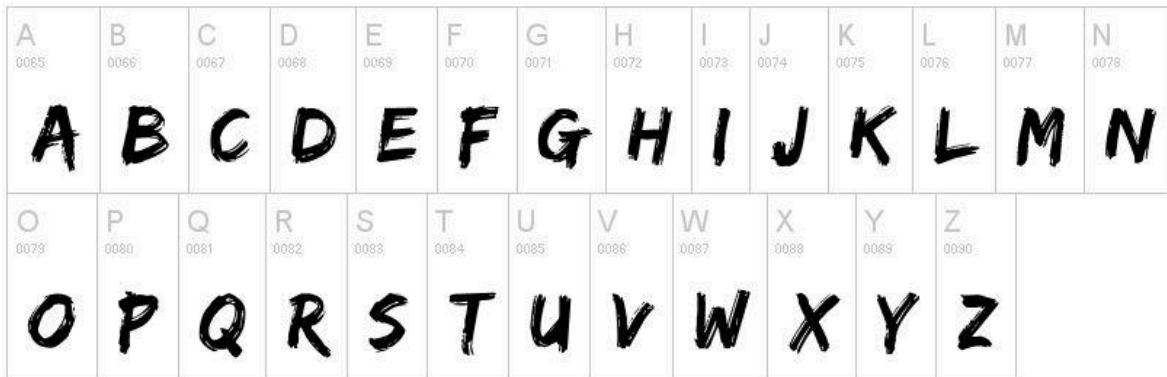 A B C D E F G H I J K L M N
0065 0066 0067 0068 0069 0070 0071 0072 0073 0074 0075 0076 0077 0078
A B C D E F G H I J K L M N
O P Q R S T U V W X Y Z
0079 0080 0081 0082 0083 0084 0085 0086 0087 0088 0089 0090
O P Q R S T U V W X Y Z